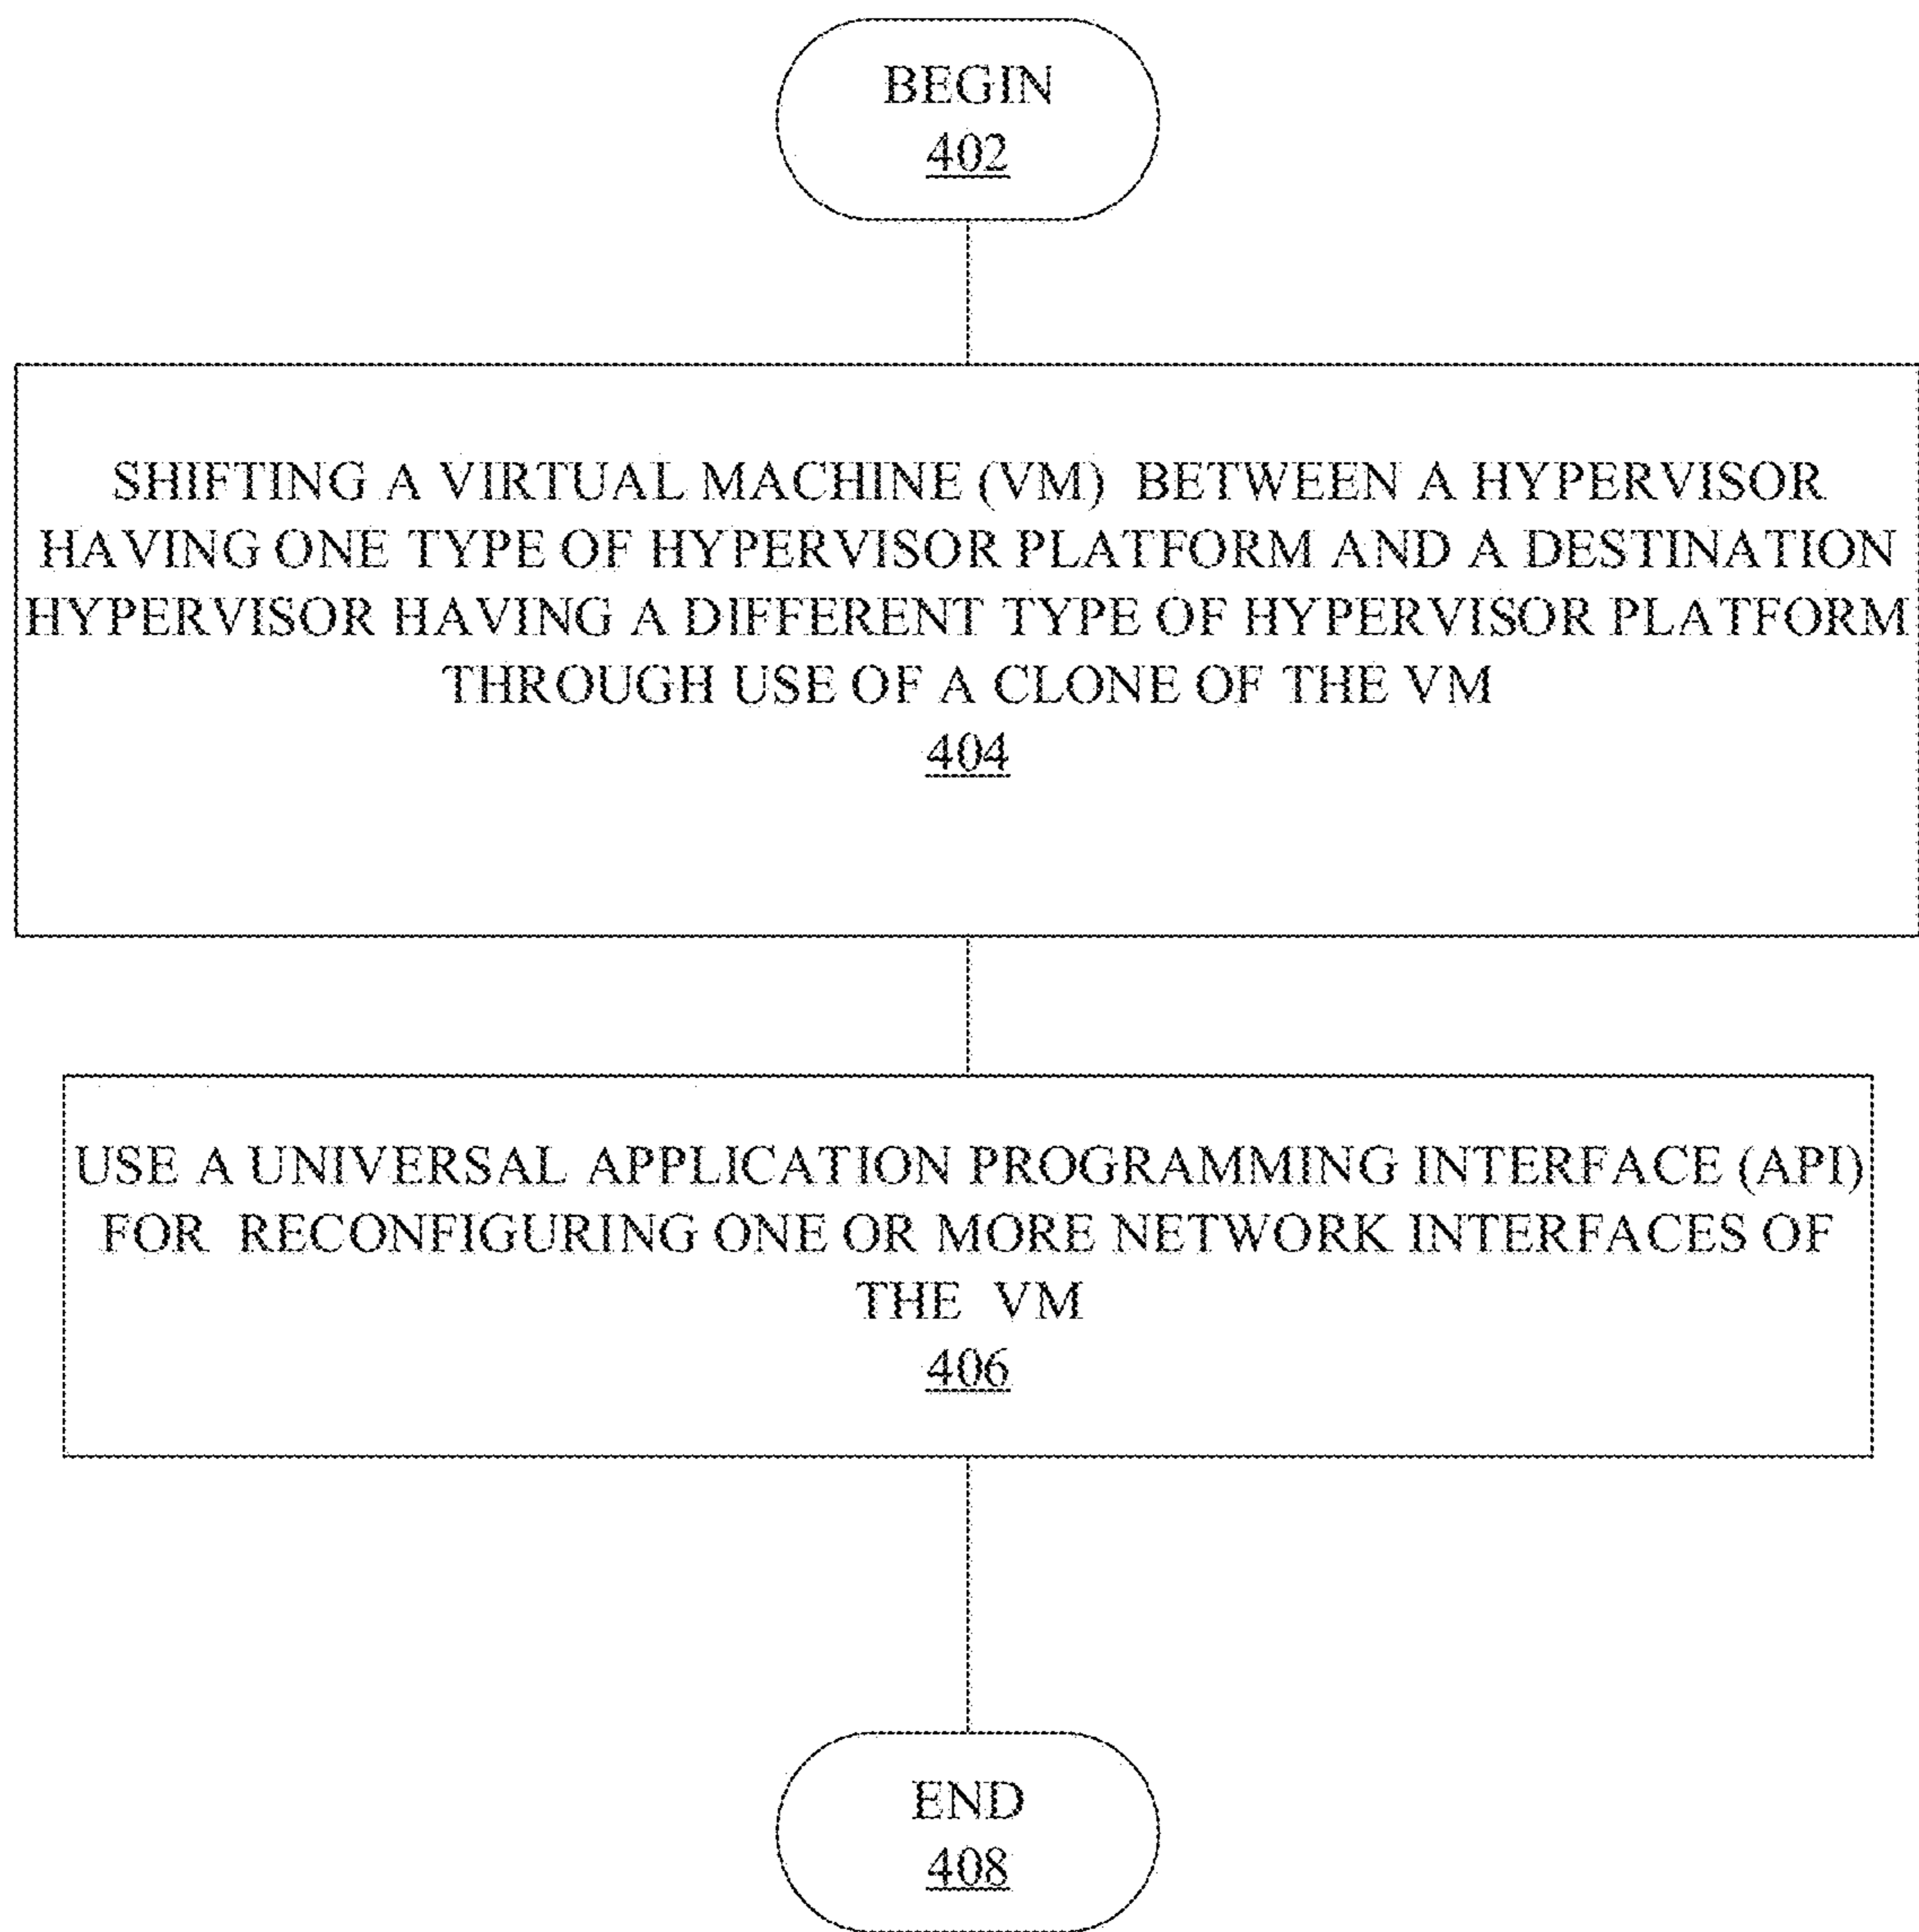 BEGIN
402
SHIFTING A VIRTUAL MACHINE (VM) BETWEEN A HYPERVISOR
HAVING ONE TYPE OF HYPERVISOR PLATFORM AND A DESTINATION
HYPERVISOR HAVING A DIFFERENT TYPE OF HYPERVISOR PLATFORM
THROUGH USE OF A CLONE OF THE VM
404
USE A UNIVERSAL APPLICATION PROGRAMMING INTERFACE (API)
FOR RECONFIGURING ONE OR MORE NETWORK INTERFACES OF
THE VM
406
END
408